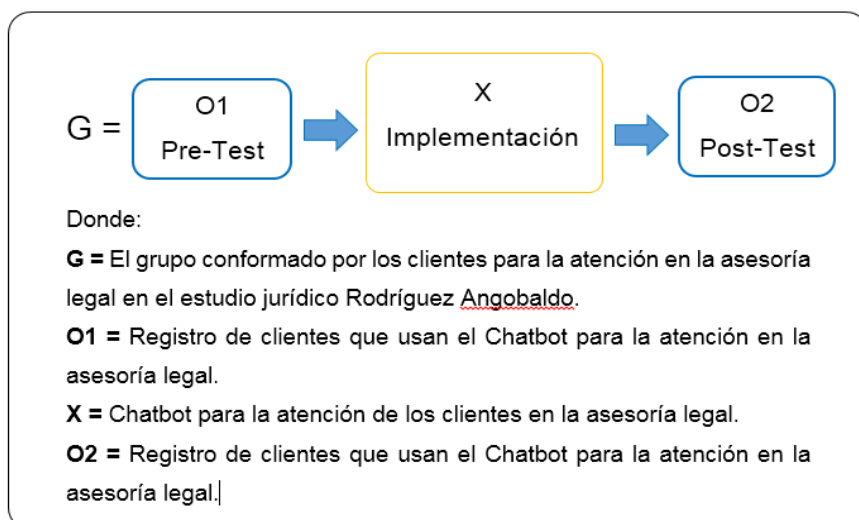 G =
O1
Pre-Test
X
Implementación
O2
Post-Test
Donde:
G = El grupo conformado por los clientes para la atención en la asesoría
legal en el estudio jurídico Rodríguez Angobaldo.
O1 = Registro de clientes que usan el Chatbot para la atención en la
asesoría legal.
X = Chatbot para la atención de los clientes en la asesoría legal.
O2 = Registro de clientes que usan el Chatbot para la atención en la
asesoría legal.